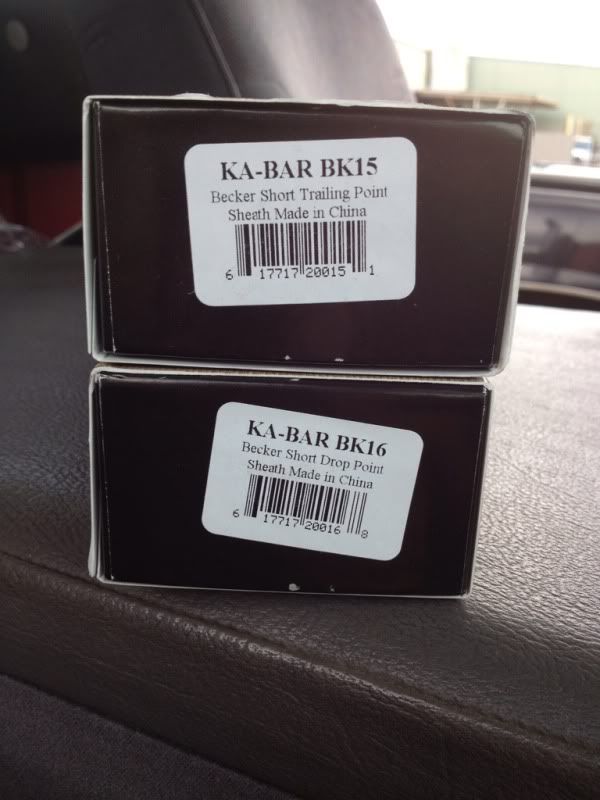 KA-BAR BK15
Becker Short Trailing Point
Sheath Made in China
6 17717 20015 1
KA-BAR BK16
Becker Short Drop Point
Sheath Made in China
6 17717 20016 8